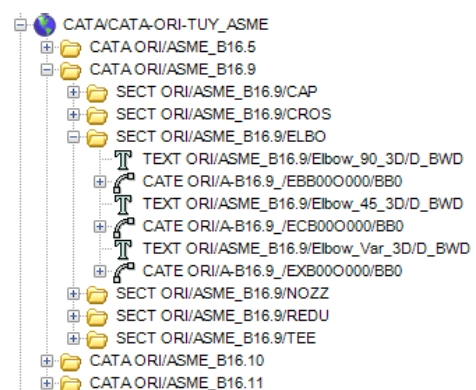 CATA/CATA-ORI-TUY_ASME
CATA ORI/ASME_B16.5
CATA ORI/ASME_B16.9
SECT ORI/ASME_B16.9/CAP
SECT ORI/ASME_B16.9/CROS
SECT ORI/ASME_B16.9/ELBO
TEXT ORI/ASME_B16.9/Elbow_90_3D/D_BWD
CATE ORI/A-B16.9_/EBB00O000/BB0
TEXT ORI/ASME_B16.9/Elbow_45_3D/D_BWD
CATE ORI/A-B16.9_/ECB00O000/BB0
TEXT ORI/ASME_B16.9/Elbow_Var_3D/D_BWD
CATE ORI/A-B16.9_/EXB00O000/BB0
SECT ORI/ASME_B16.9/NOZZ
SECT ORI/ASME_B16.9/REDU
SECT ORI/ASME_B16.9/TEE
CATA ORI/ASME_B16.10
CATA ORI/ASME_B16.11